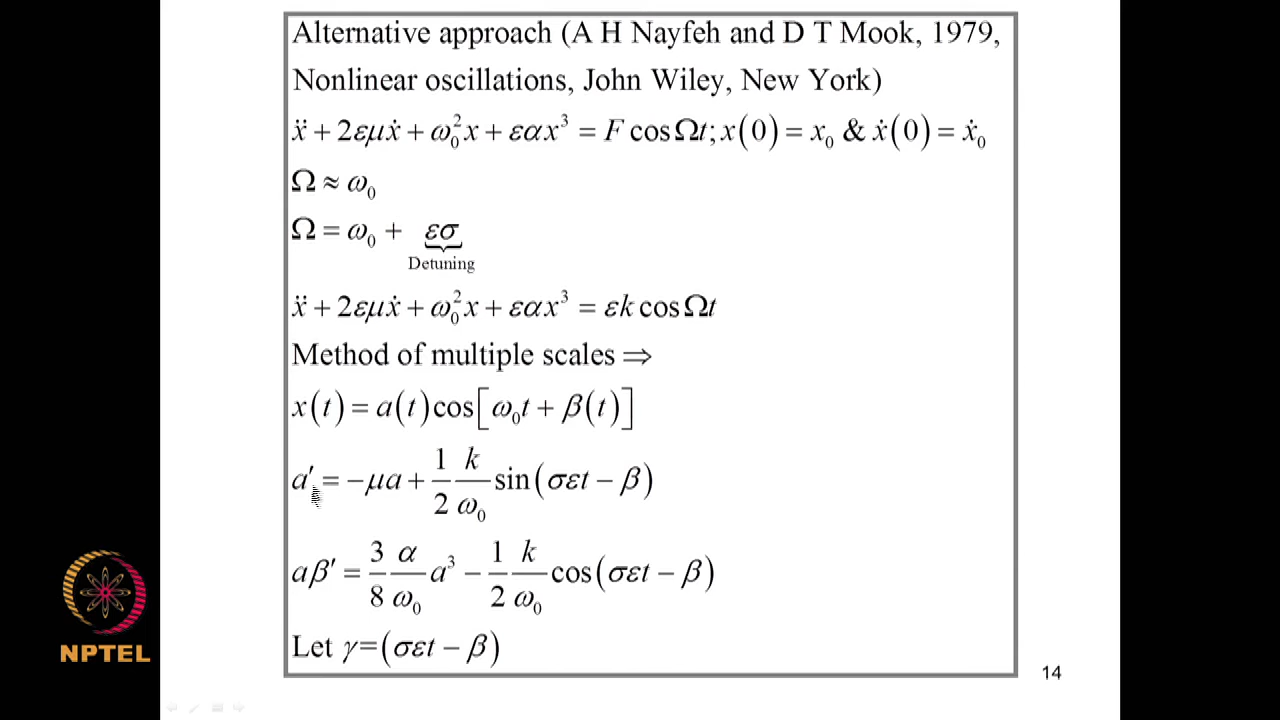 Alternative approach (A H Nayfeh and D T Mook, 1979,
Nonlinear oscillations, John Wiley, New York)
ẍ + 2εμẋ + ω₀²x + εαx³ = F cos Ωt; x(0) = x₀ & ẋ(0) = ẋ₀
Ω ≈ ω₀
Ω = ω₀ + εσ
Detuning
ẍ + 2εμẋ + ω₀²x + εαx³ = εk cos Ωt
Method of multiple scales ⇒
x(t) = a(t) cos[ω₀t + β(t)]
a′ = −μa + (1/2)(k/ω₀) sin(σεt − β)
aβ′ = (3/8)(α/ω₀)a³ − (1/2)(k/ω₀) cos(σεt − β)
Let γ=(σεt − β)
NPTEL
14